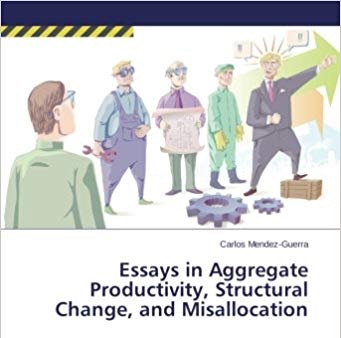 Carlos Mendez-Guerra
Essays in Aggregate
Productivity, Structural
Change, and Misallocation